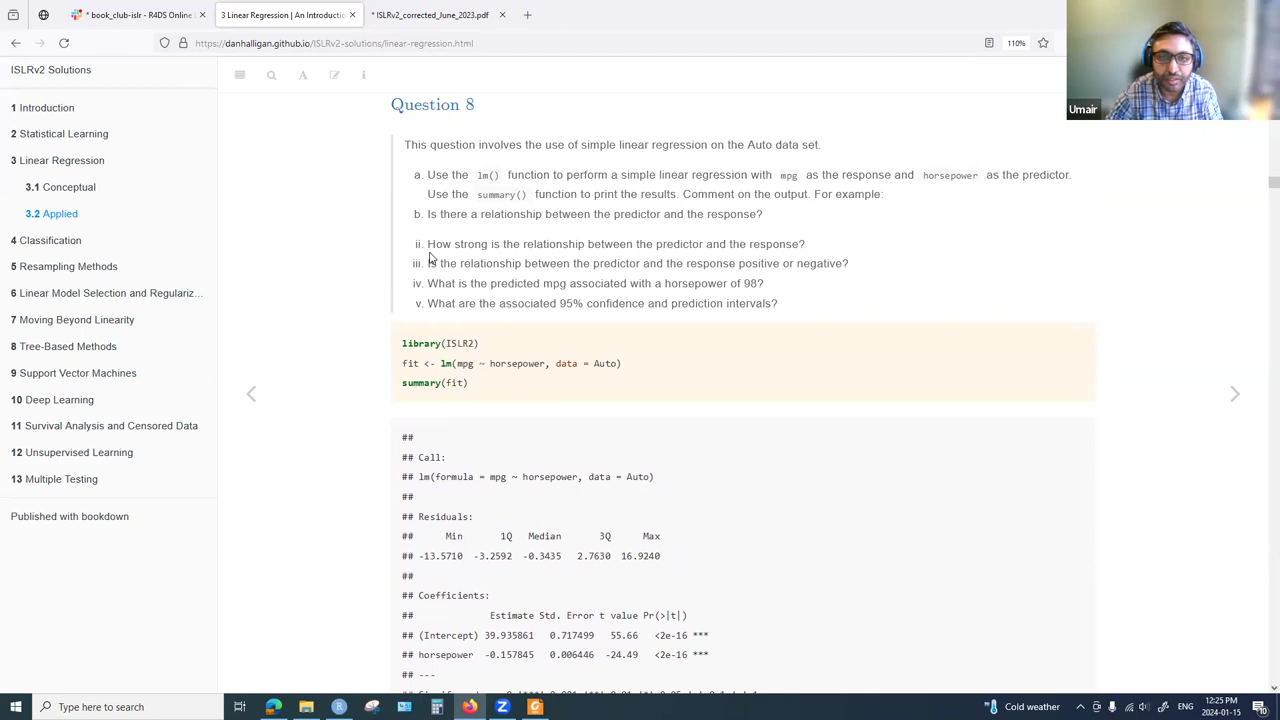 * book_club-islr - R4DS Online
3 Linear Regression | An Introduction
* ISLRv2_corrected_June_2023.pdf
https://danhalligan.github.io/ISLRv2-solutions/linear-regression.html
110%
ISLRv2 Solutions
1 Introduction
2 Statistical Learning
3 Linear Regression
3.1 Conceptual
3.2 Applied
4 Classification
5 Resampling Methods
6 Linear Model Selection and Regulariz...
7 Moving Beyond Linearity
8 Tree-Based Methods
9 Support Vector Machines
10 Deep Learning
11 Survival Analysis and Censored Data
12 Unsupervised Learning
13 Multiple Testing
Published with bookdown
Umair
Question 8
This question involves the use of simple linear regression on the Auto data set.
a. Use the lm() function to perform a simple linear regression with mpg as the response and horsepower as the predictor.
Use the summary() function to print the results. Comment on the output. For example:
b. Is there a relationship between the predictor and the response?
ii. How strong is the relationship between the predictor and the response?
iii. Is the relationship between the predictor and the response positive or negative?
iv. What is the predicted mpg associated with a horsepower of 98?
v. What are the associated 95% confidence and prediction intervals?
library(ISLR2)
fit <- lm(mpg ~ horsepower, data = Auto)
summary(fit)
##
## Call:
## lm(formula = mpg ~ horsepower, data = Auto)
##
## Residuals:
## Min 1Q Median 3Q Max
## -13.5710 -3.2592 -0.3435 2.7630 16.9240
##
## Coefficients:
## Estimate Std. Error t value Pr(>|t|)
## (Intercept) 39.935861 0.717499 55.66 <2e-16 ***
## horsepower -0.157845 0.006446 -24.49 <2e-16 ***
## ---
Type here to search
Cold weather
ENG
12:25 PM
2024-01-15
10